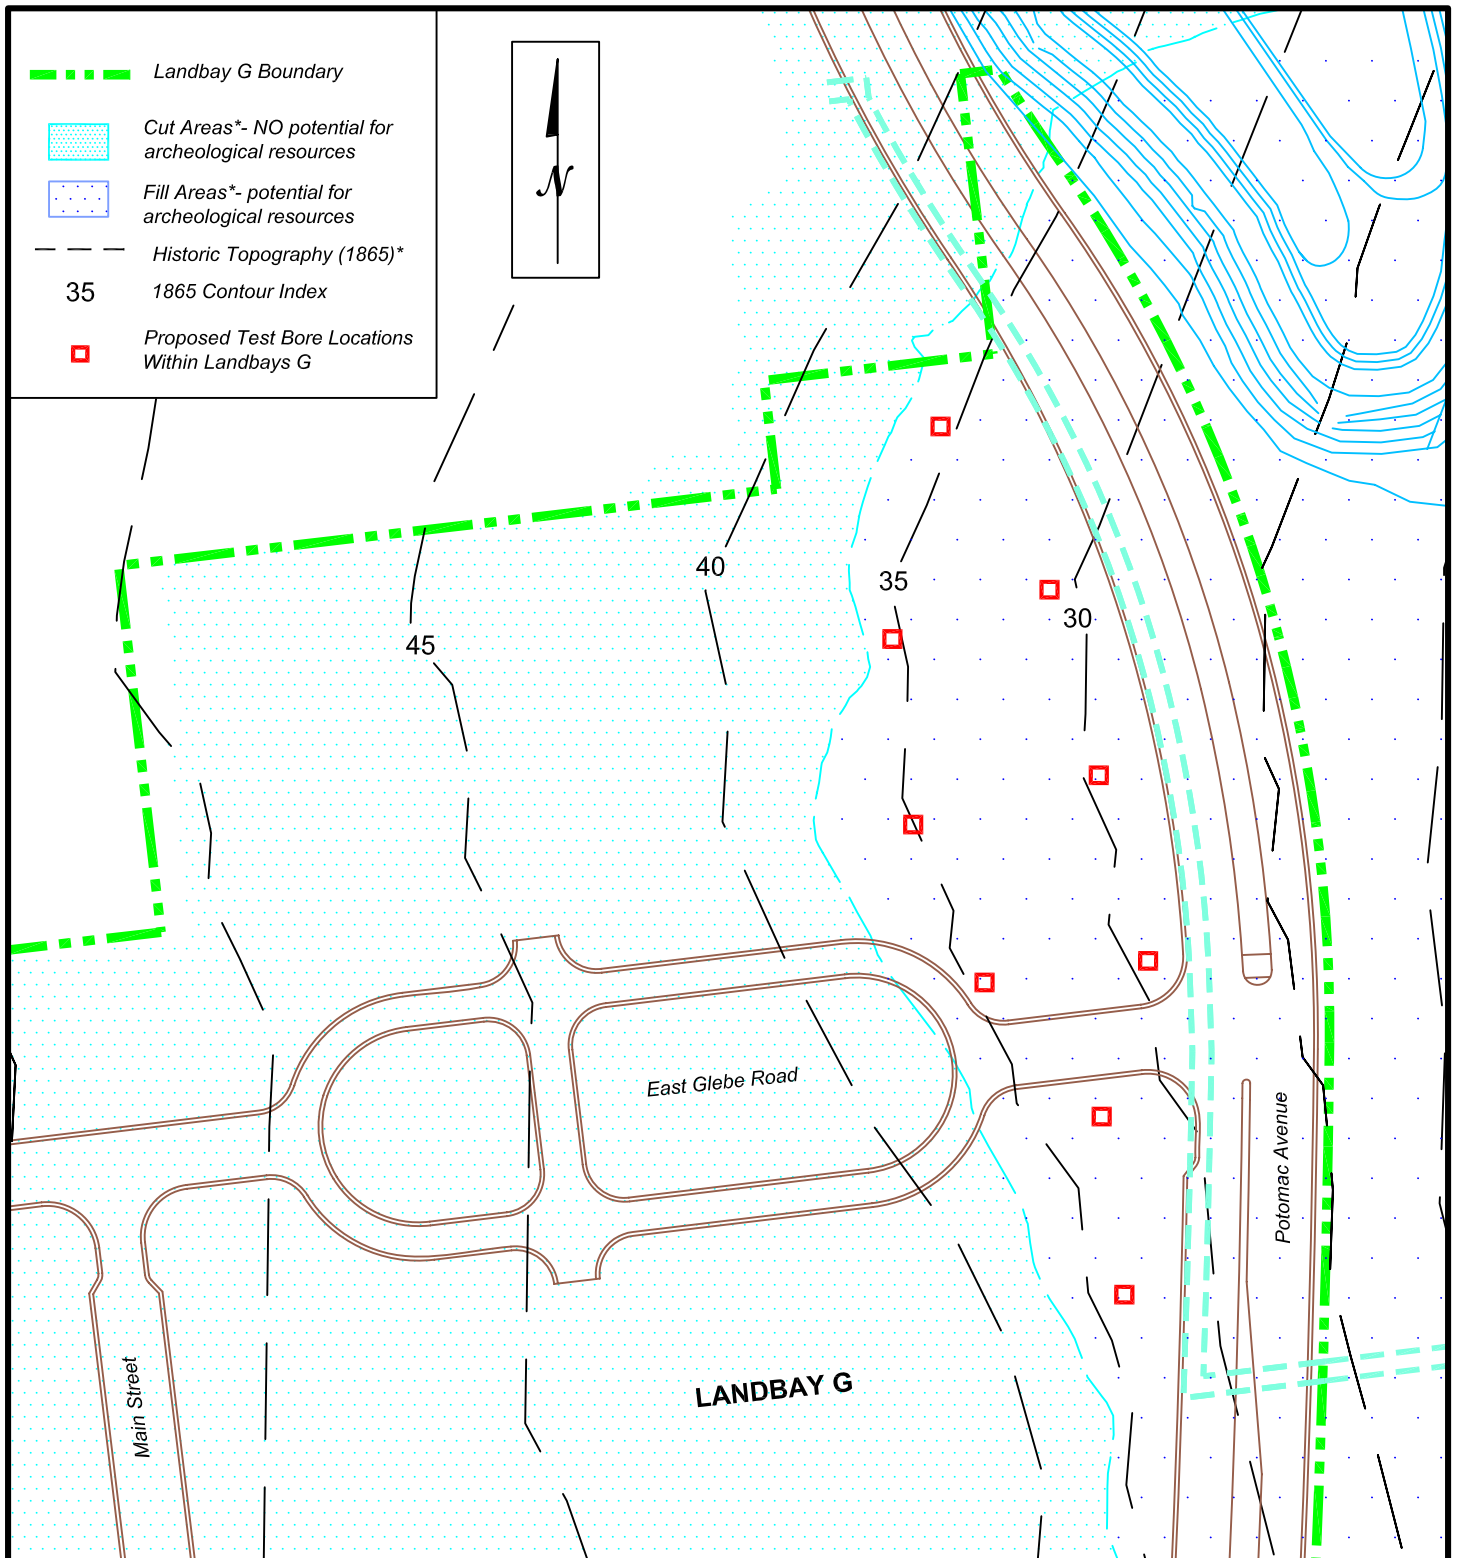 Landbay G Boundary
Cut Areas*- NO potential for
archeological resources
Fill Areas*- potential for
archeological resources
Historic Topography (1865)*
35
1865 Contour Index
Proposed Test Bore Locations
Within Landbays G
N
40
35
30
45
East Glebe Road
Potomac Avenue
LANDBAY G
Main Street